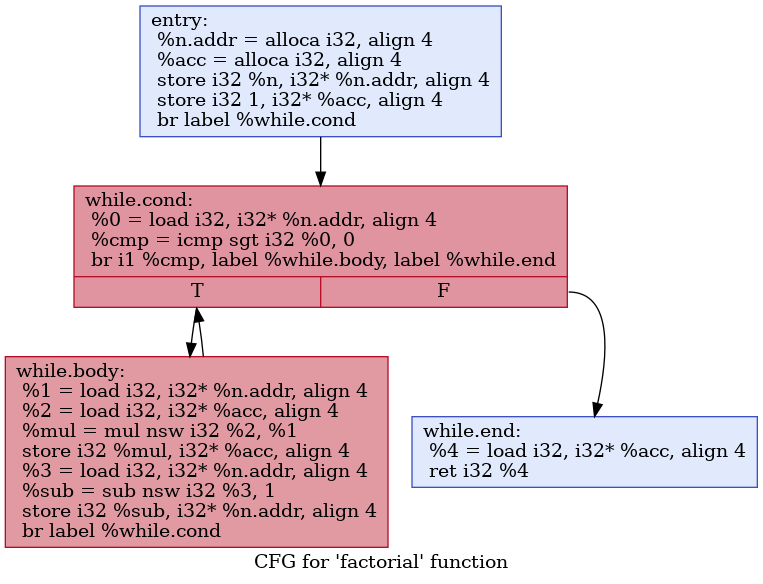 entry:
%n.addr = alloca i32, align 4
%acc = alloca i32, align 4
store i32 %n, i32* %n.addr, align 4
store i32 1, i32* %acc, align 4
br label %while.cond
while.cond:
%0 = load i32, i32* %n.addr, align 4
%cmp = icmp sgt i32 %0, 0
br i1 %cmp, label %while.body, label %while.end
T F
while.body:
%1 = load i32, i32* %n.addr, align 4
%2 = load i32, i32* %acc, align 4
%mul = mul nsw i32 %2, %1
store i32 %mul, i32* %acc, align 4
%3 = load i32, i32* %n.addr, align 4
%sub = sub nsw i32 %3, 1
store i32 %sub, i32* %n.addr, align 4
br label %while.cond
while.end:
%4 = load i32, i32* %acc, align 4
ret i32 %4
CFG for 'factorial' function